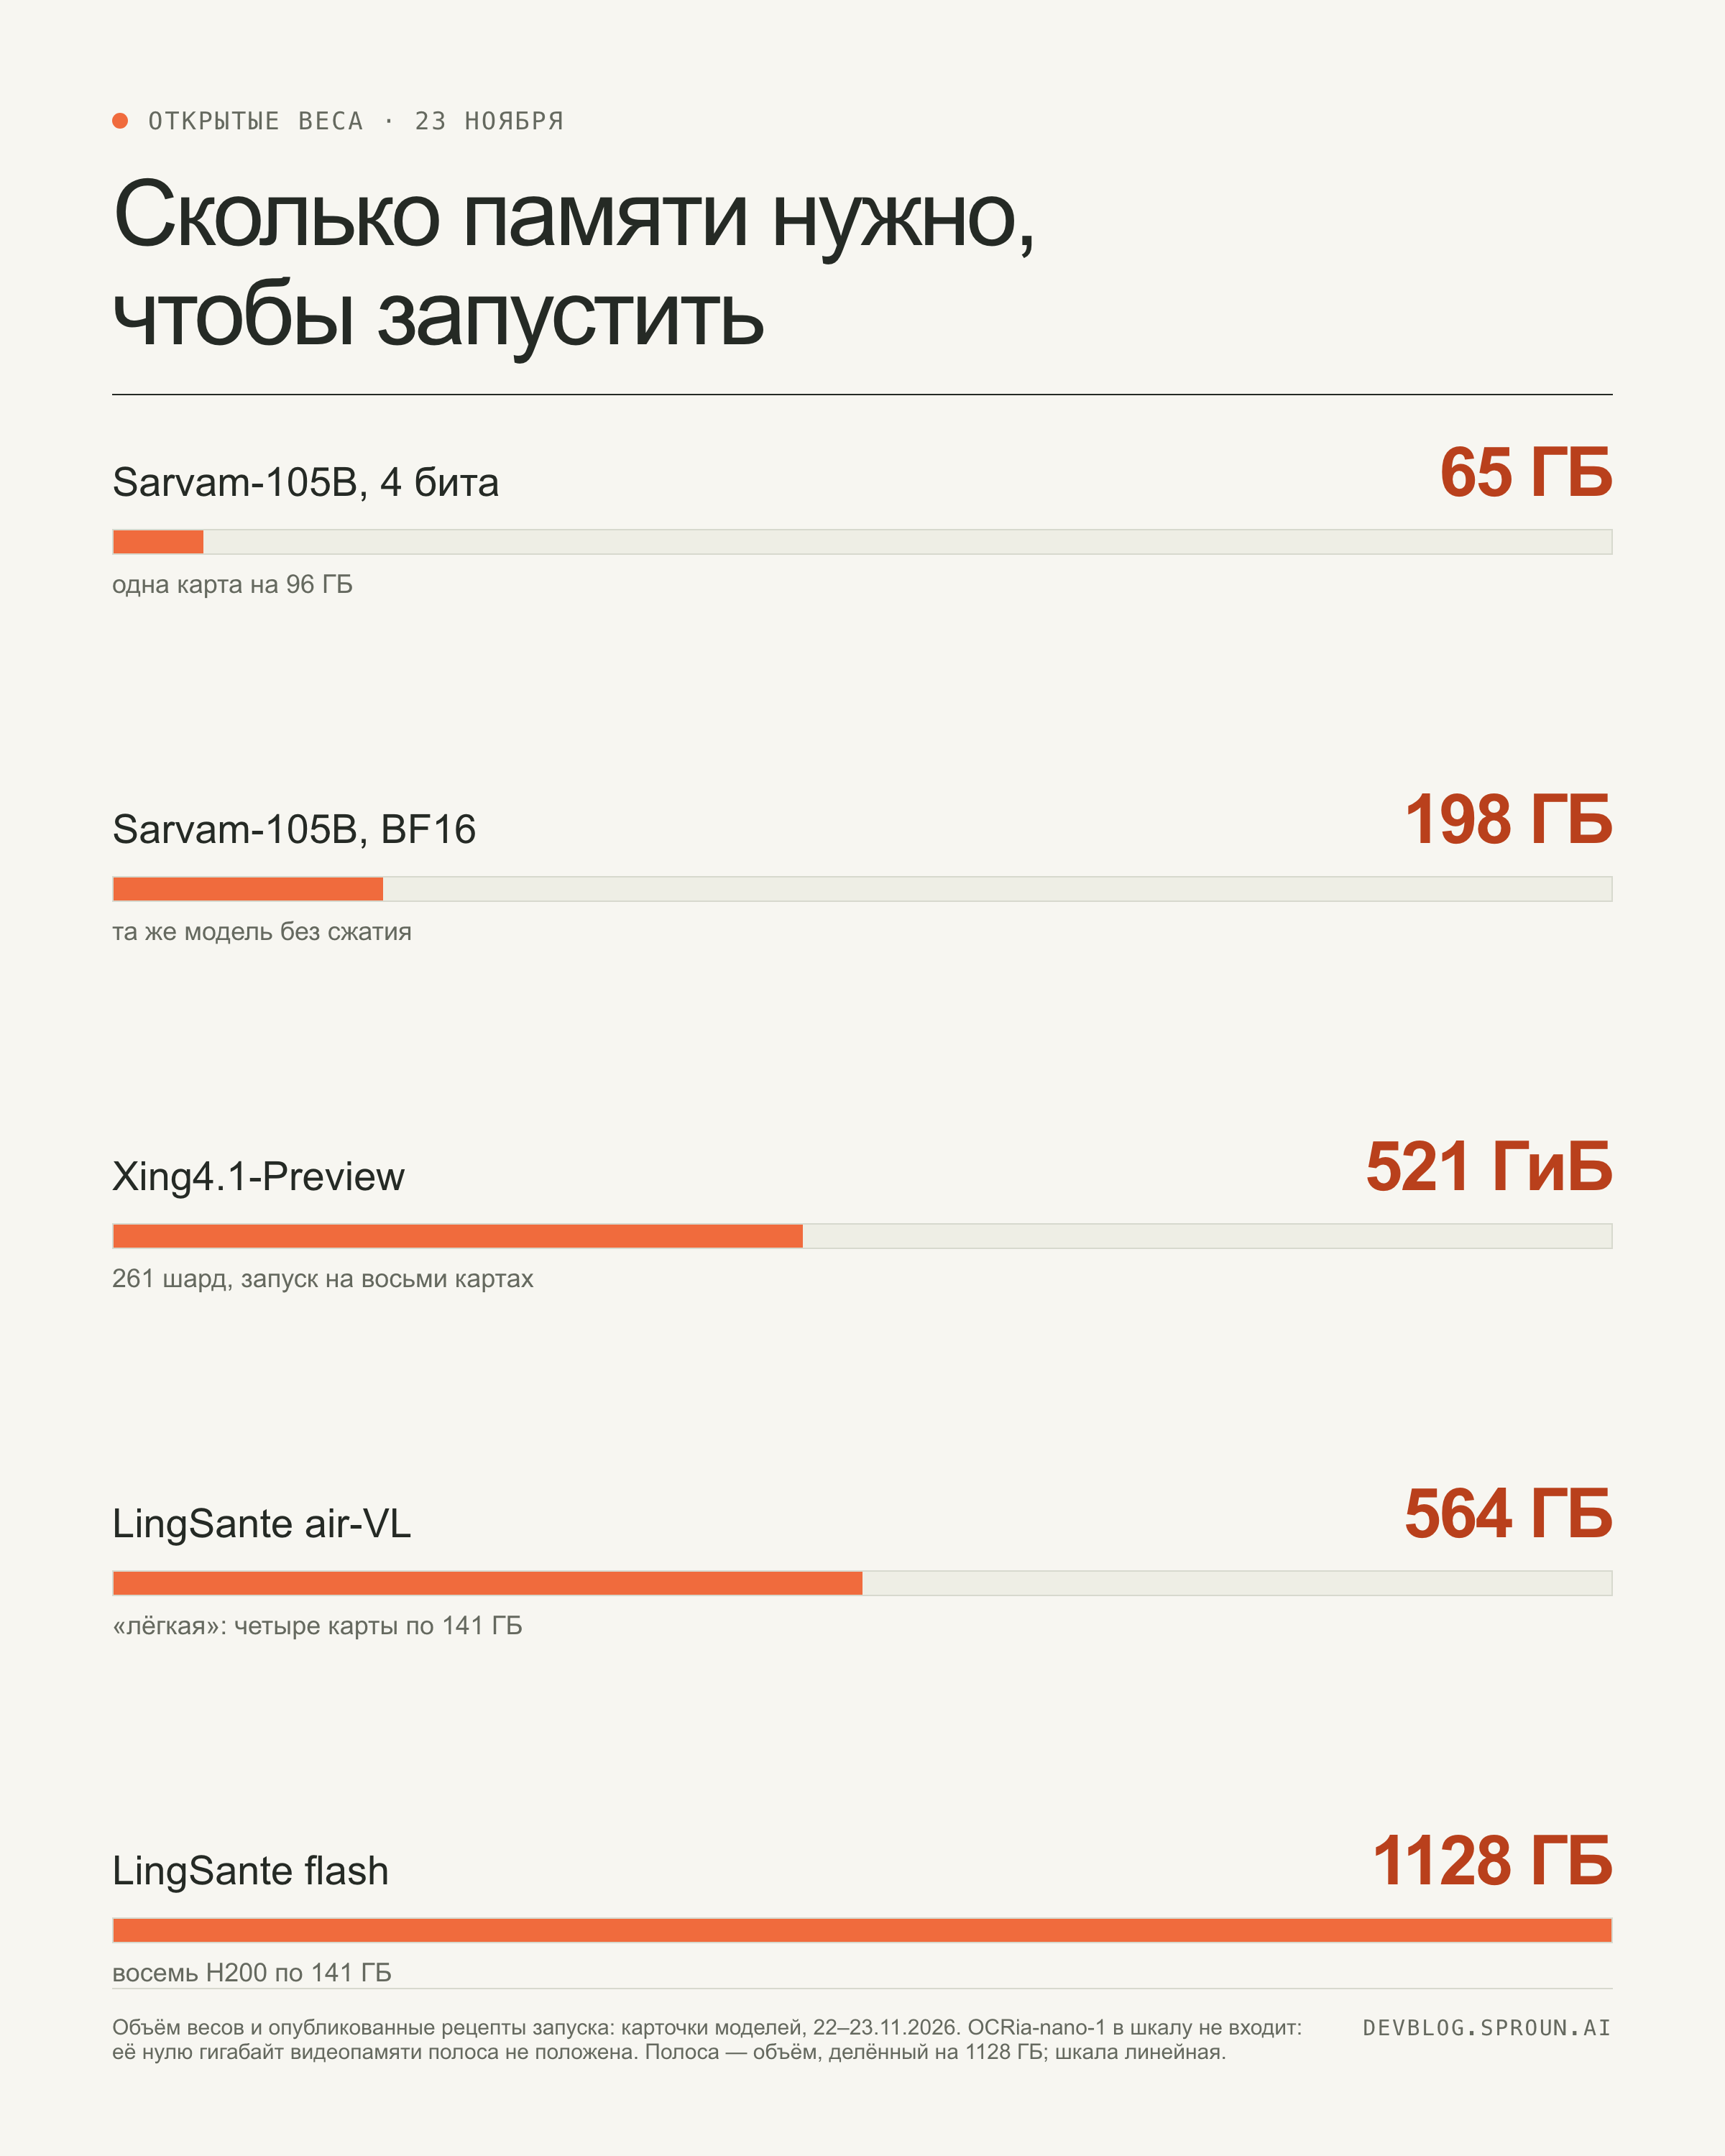 ОТКРЫТЫЕ ВЕСА · 23 НОЯБРЯ
Сколько памяти нужно,
чтобы запустить
Sarvam-105B, 4 бита
65 ГБ
одна карта на 96 ГБ
Sarvam-105B, BF16
198 ГБ
та же модель без сжатия
Xing4.1-Preview
521 ГиБ
261 шард, запуск на восьми картах
LingSante air-VL
564 ГБ
«лёгкая»: четыре карты по 141 ГБ
LingSante flash
1128 ГБ
восемь H200 по 141 ГБ
Объём весов и опубликованные рецепты запуска: карточки моделей, 22–23.11.2026. OCRia-nano-1 в шкалу не входит:
её нулю гигабайт видеопамяти полоса не положена. Полоса — объём, делённый на 1128 ГБ; шкала линейная.
DEVBLOG.SPROUN.AI